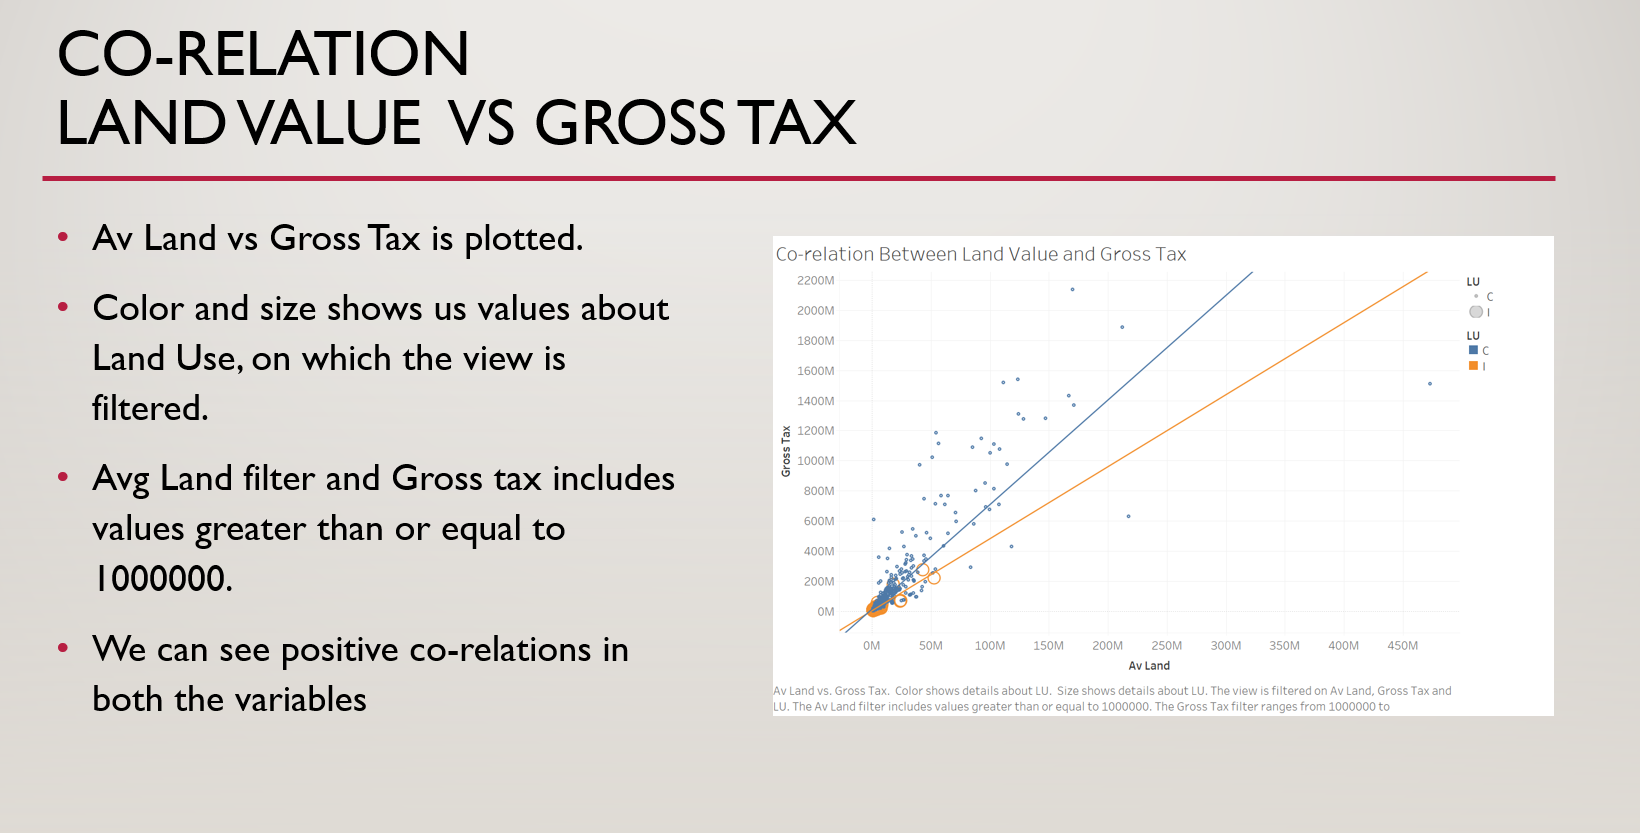 CO-RELATION
LAND VALUE VS GROSS TAX
• Av Land vs Gross Tax is plotted.
• Color and size shows us values about
Land Use, on which the view is
filtered.
• Avg Land filter and Gross tax includes
values greater than or equal to
1000000.
• We can see positive co-relations in
both the variables
Co-relation Between Land Value and Gross Tax
2200M
2000M
1800M
1600M
1400M
1200M
1000M
800M
600M
400M
200M
0M
Gross Tax
0M 50M 100M 150M 200M 250M 300M 350M 400M 450M
Av Land
LU
C
I
LU
C
I
Av Land vs. Gross Tax. Color shows details about LU. Size shows details about LU. The view is filtered on Av Land, Gross Tax and
LU. The Av Land filter includes values greater than or equal to 1000000. The Gross Tax filter ranges from 1000000 to